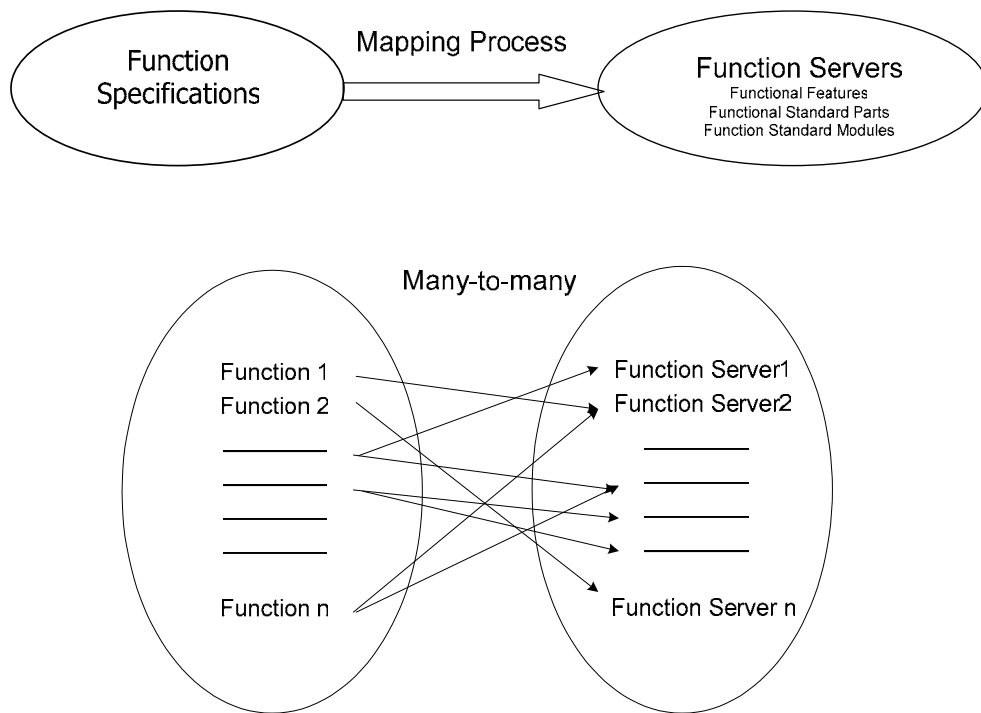 Function
Specifications
Mapping Process
Function Servers
Functional Features
Functional Standard Parts
Function Standard Modules
Many-to-many
Function 1
Function 2
Function n
Function Server1
Function Server2
Function Server n